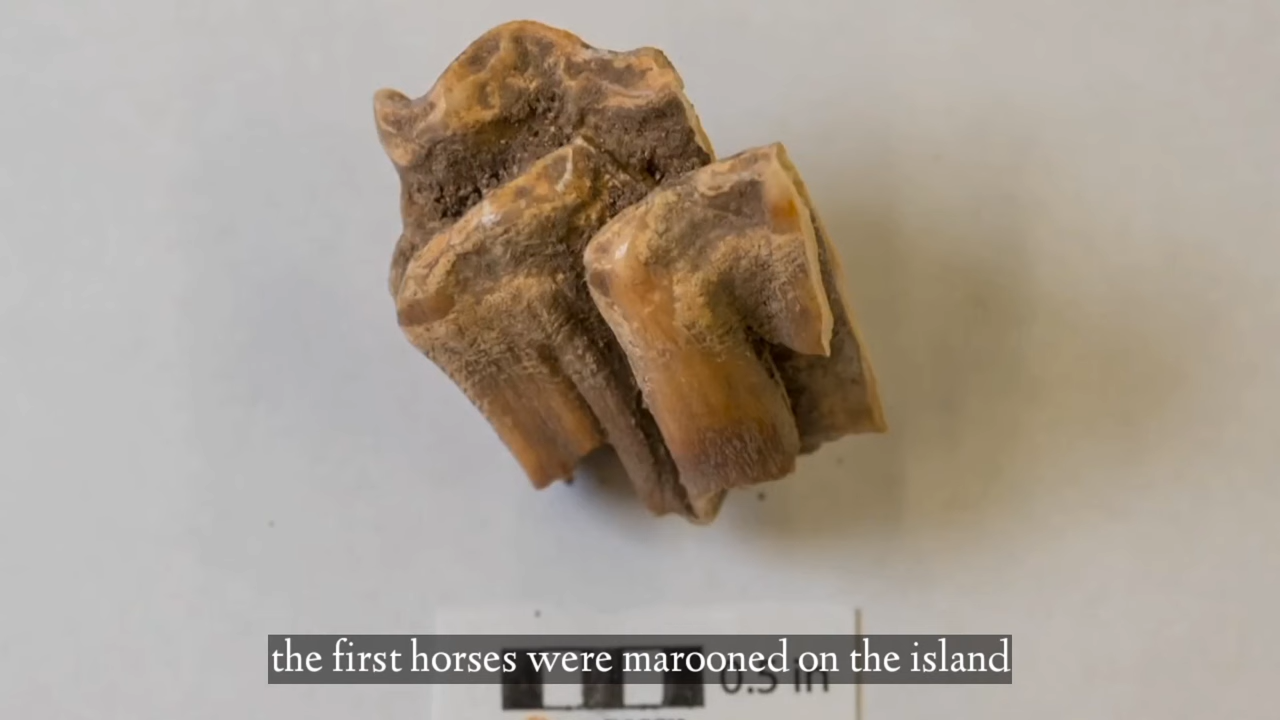 the first horses were marooned on the island
0.5 in